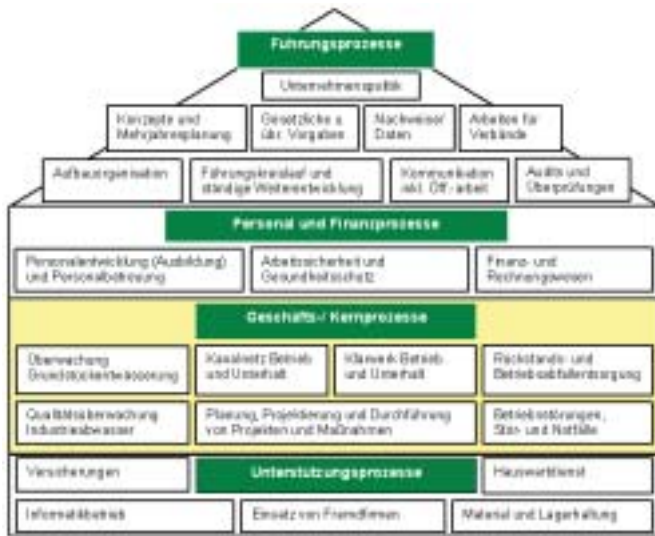 Führungsprozesse
Unternehmenspolitik
Konzepte und
Mehrjahresplanung
Gesetzliche u.
übr. Vorgaben
Nachweise/
Daten
Arbeiten für
Verbände
Aufbauorganisation
Führungskreislauf und
ständige Weiterentwicklung
Kommunikation
inkl. Öff.-arbeit
Audits und
Überprüfungen
Personal und Finanzprozesse
Personalentwicklung (Ausbildung)
und Personalbetreuung
Arbeitssicherheit und
Gesundheitsschutz
Finanz- und
Rechnungswesen
Geschäfts-/ Kernprozesse
Überwachung
Grundstückentwässerung
Kanalnetz Betrieb
und Unterhalt
Klärwerk Betrieb
und Unterhalt
Rückstands- und
Betriebsabfallentsorgung
Qualitätsüberwachung
Industrieabwasser
Planung, Projektierung und Durchführung
von Projekten und Maßnahmen
Betriebsstörungen,
Stör- und Notfälle
Versicherungen
Unterstützungsprozesse
Hauswartdienst
Informatikbetrieb
Einsatz von Fremdfirmen
Material und Lagerhaltung